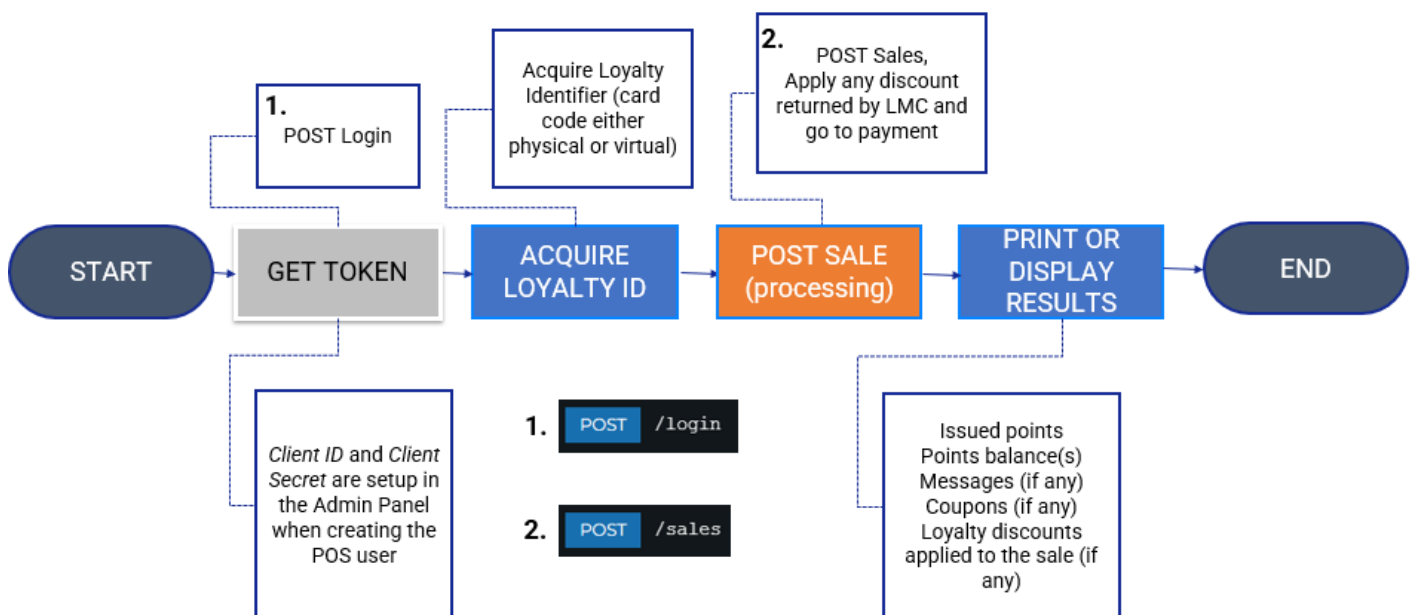 1.
POST Login
Acquire Loyalty
Identifier (card
code either
physical or virtual)
2.
POST Sales,
Apply any discount
returned by LMC and
go to payment
START
GET TOKEN
ACQUIRE
LOYALTY ID
POST SALE
(processing)
PRINT OR
DISPLAY
RESULTS
END
Client ID and Client
Secret are setup in
the Admin Panel
when creating the
POS user
1. POST /login
2. POST /sales
Issued points
Points balance(s)
Messages (if any)
Coupons (if any)
Loyalty discounts
applied to the sale (if
any)